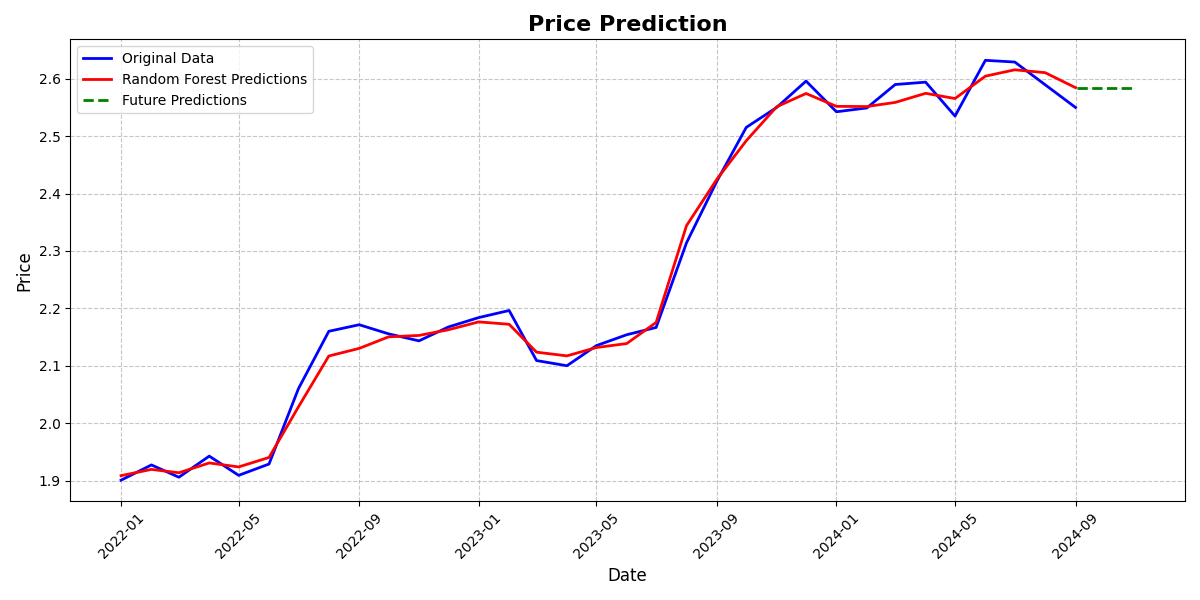 Price Prediction
Original Data
Random Forest Predictions
Future Predictions
Price
2.6
2.5
2.4
2.3
2.2
2.1
2.0
1.9
2022-01
2022-05
2022-09
2023-01
2023-05
2023-09
2024-01
2024-05
2024-09
Date